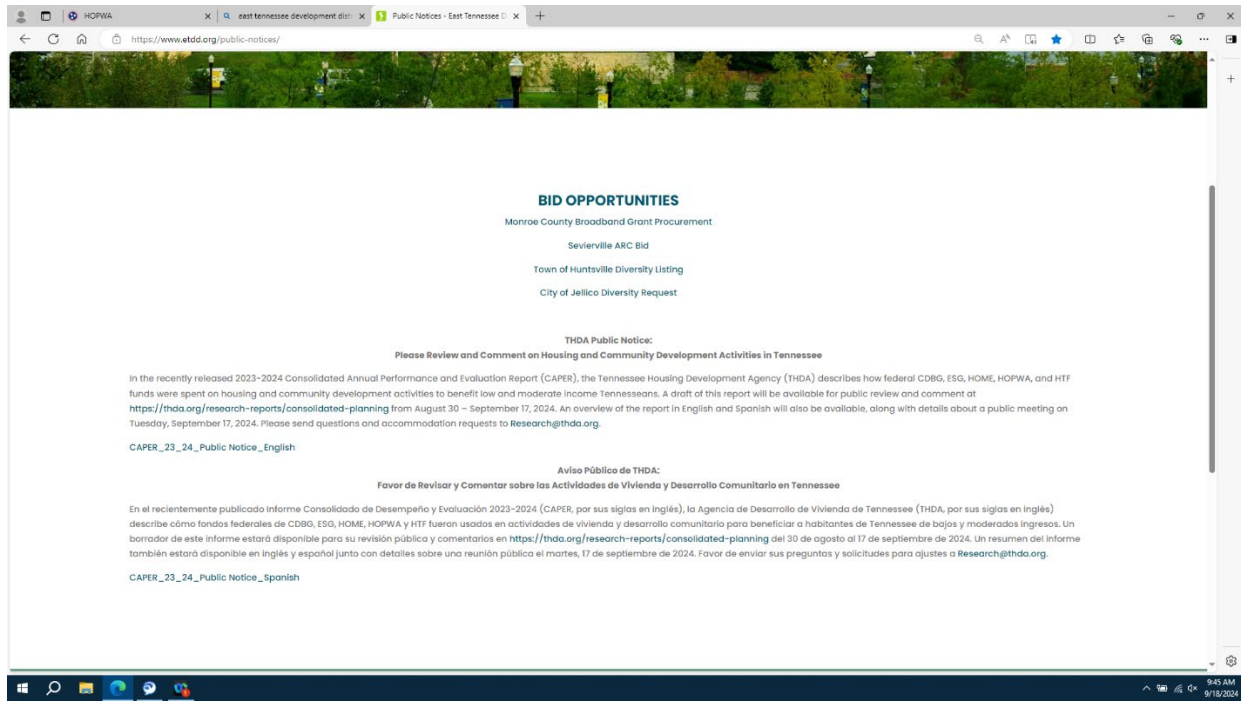 HOPWA
east tennessee development distr
Public Notices - East Tennessee D
https://www.etdd.org/public-notices/
BID OPPORTUNITIES
Monroe County Broadband Grant Procurement
Sevierville ARC Bid
Town of Huntsville Diversity Listing
City of Jellico Diversity Request
THDA Public Notice:
Please Review and Comment on Housing and Community Development Activities in Tennessee
In the recently released 2023-2024 Consolidated Annual Performance and Evaluation Report (CAPER), the Tennessee Housing Development Agency (THDA) describes how federal CDBG, ESG, HOME, HOPWA, and HTF
funds were spent on housing and community development activities to benefit low and moderate income Tennesseans. A draft of this report will be available for public review and comment at
https://thda.org/research-reports/consolidated-planning from August 30 – September 17, 2024. An overview of the report in English and Spanish will also be available, along with details about a public meeting on
Tuesday, September 17, 2024. Please send questions and accommodation requests to Research@thda.org.
CAPER_23_24_Public Notice_English
Aviso Público de THDA:
Favor de Revisar y Comentar sobre las Actividades de Vivienda y Desarrollo Comunitario en Tennessee
En el recientemente publicado Informe Consolidado de Desempeño y Evaluación 2023-2024 (CAPER, por sus siglas en inglés), la Agencia de Desarrollo de Vivienda de Tennessee (THDA, por sus siglas en inglés)
describe cómo fondos federales de CDBG, ESG, HOME, HOPWA y HTF fueron usados en actividades de vivienda y desarrollo comunitario para beneficiar a habitantes de Tennessee de bajos y moderados ingresos. Un
borrador de este informe estará disponible para su revisión pública y comentarios en https://thda.org/research-reports/consolidated-planning del 30 de agosto al 17 de septiembre de 2024. Un resumen del informe
también estará disponible en inglés y español junto con detalles sobre una reunión pública el martes, 17 de septiembre de 2024. Favor de enviar sus preguntas y solicitudes para ajustes a Research@thda.org.
CAPER_23_24_Public Notice_Spanish
9:45 AM
9/18/2024